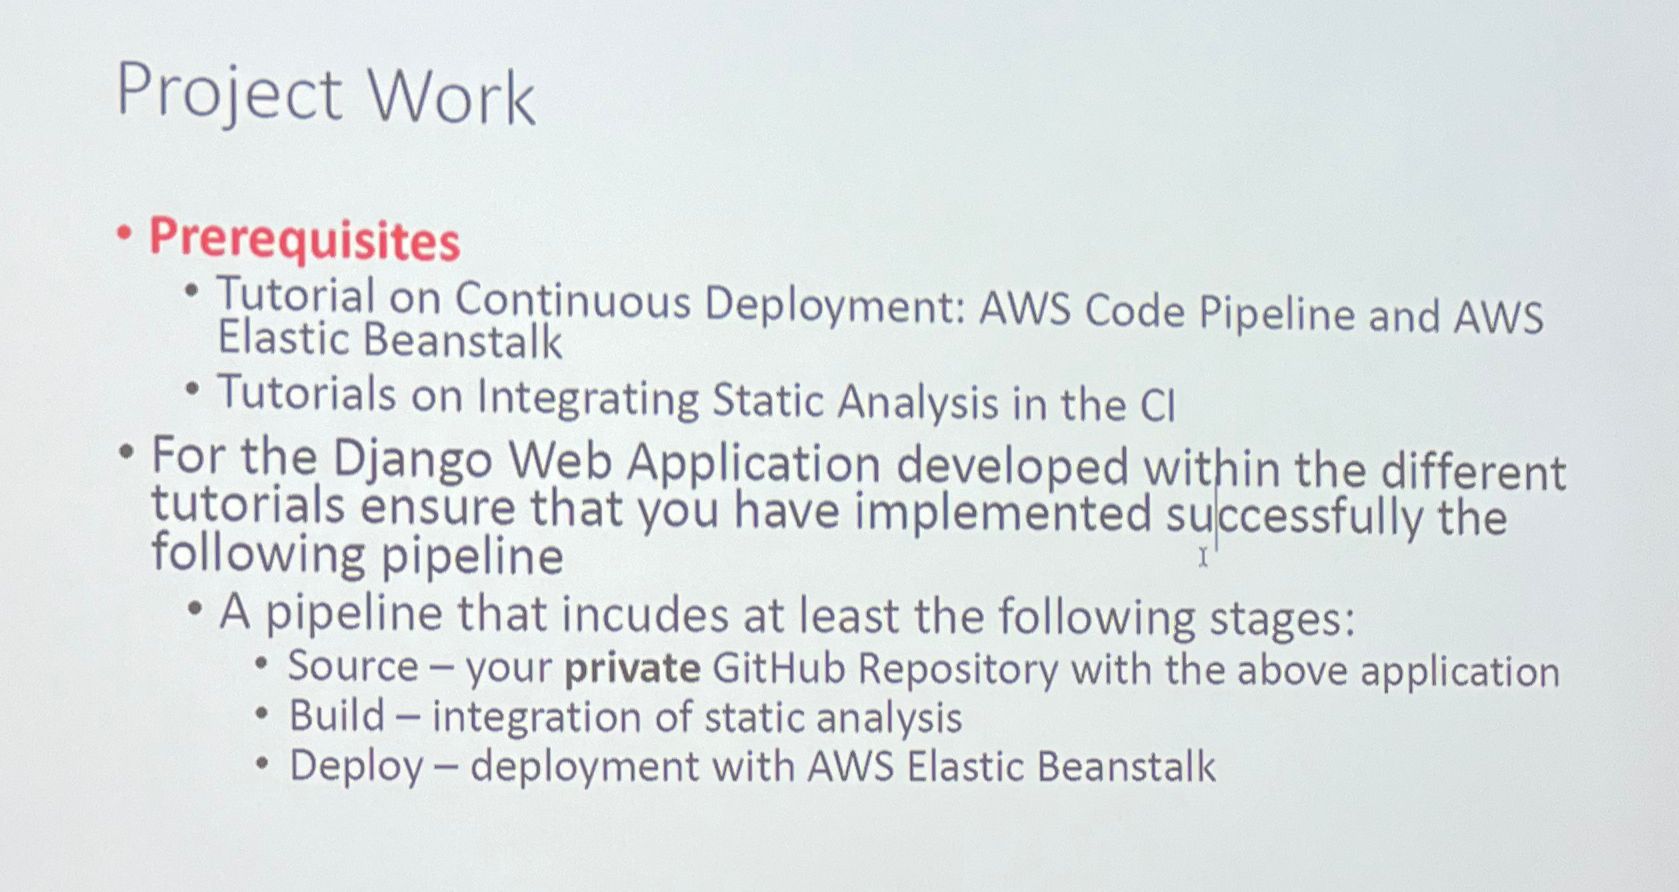 Project Work
• Prerequisites
• Tutorial on Continuous Deployment: AWS Code Pipeline and AWS
Elastic Beanstalk
• Tutorials on Integrating Static Analysis in the CI
• For the Django Web Application developed within the different
tutorials ensure that you have implemented successfully the
following pipeline
• A pipeline that incudes at least the following stages:
• Source – your private GitHub Repository with the above application
• Build – integration of static analysis
• Deploy – deployment with AWS Elastic Beanstalk